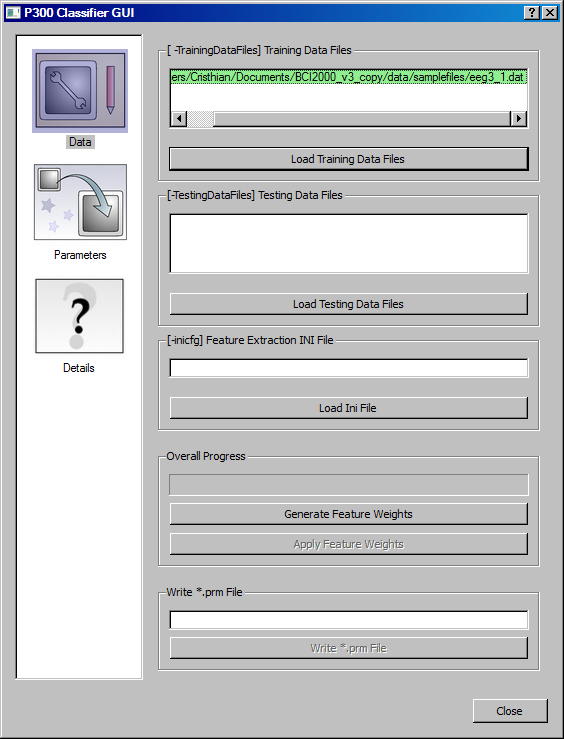 P300 Classifier GUI
Data
Parameters
Details
[ -TrainingDataFiles] Training Data Files
ers/Cristhian/Documents/BCI2000_v3_copy/data/samplefiles/eeg3_1.dat
Load Training Data Files
[-TestingDataFiles] Testing Data Files
Load Testing Data Files
[-inicfg] Feature Extraction INI File
Load Ini File
Overall Progress
Generate Feature Weights
Apply Feature Weights
Write *.prm File
Write *.prm File
Close